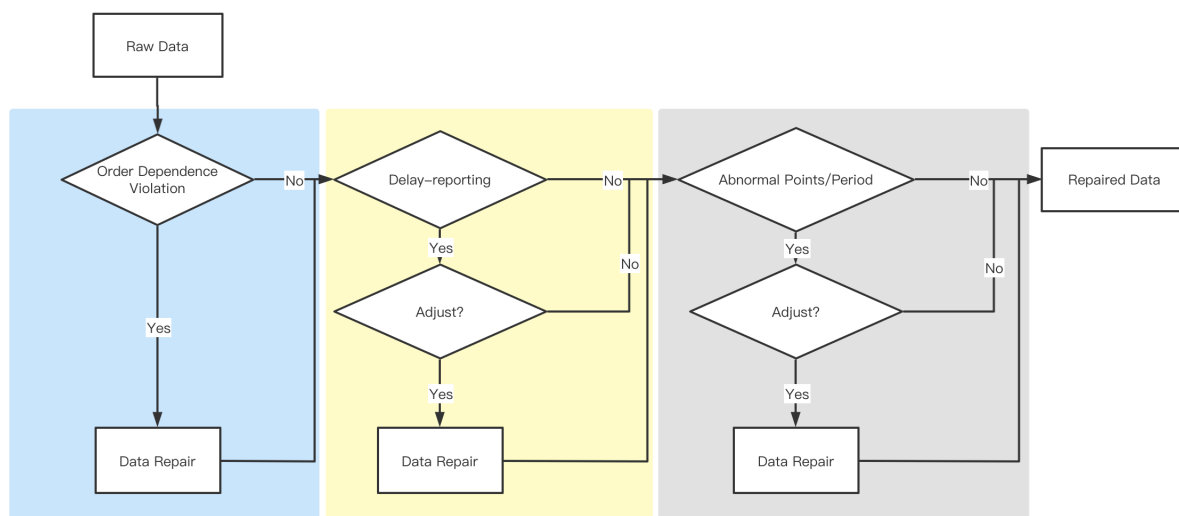 Raw Data
Order Dependence
Violation
No
Delay-reporting
No
Abnormal Points/Period
No
Repaired Data
Yes
Yes
No
No
Adjust?
Adjust?
Yes
Yes
Yes
Data Repair
Data Repair
Data Repair